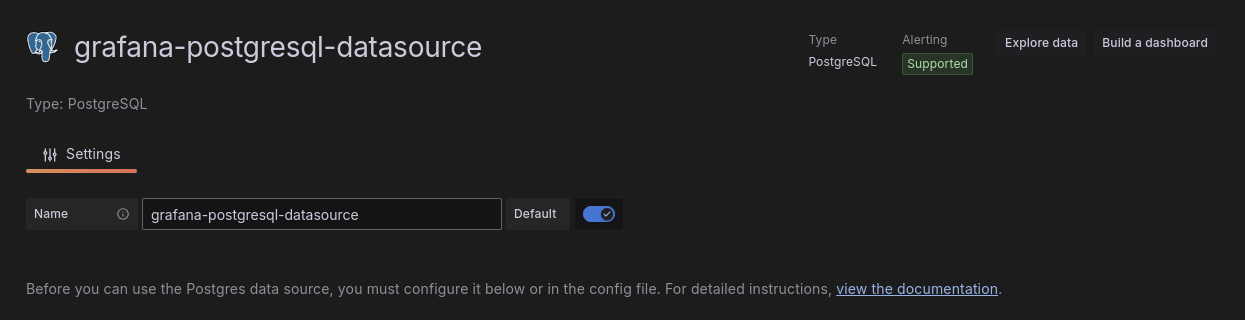 grafana-postgresql-datasource
Type
PostgreSQL
Alerting
Supported
Explore data
Build a dashboard
Type: PostgreSQL
Settings
Name
grafana-postgresql-datasource
Default
Before you can use the Postgres data source, you must configure it below or in the config file. For detailed instructions, view the documentation.